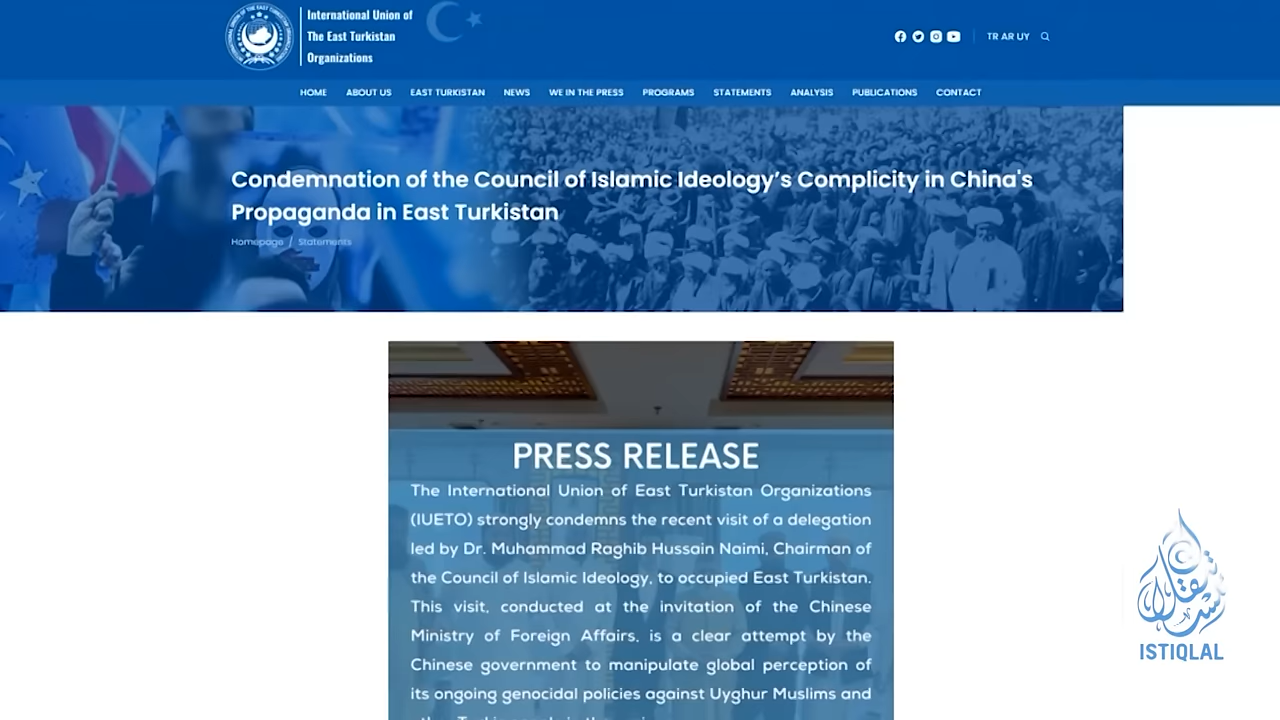 International Union of
The East Turkistan
Organizations
TR AR UY
HOME ABOUT US EAST TURKISTAN NEWS WE IN THE PRESS PROGRAMS STATEMENTS ANALYSIS PUBLICATIONS CONTACT
Condemnation of the Council of Islamic Ideology’s Complicity in China's
Propaganda in East Turkistan
Homepage / Statements
PRESS RELEASE
The International Union of East Turkistan Organizations
(IUETO) strongly condemns the recent visit of a delegation
led by Dr. Muhammad Raghib Hussain Naimi, Chairman of
the Council of Islamic Ideology, to occupied East Turkistan.
This visit, conducted at the invitation of the Chinese
Ministry of Foreign Affairs, is a clear attempt by the
Chinese government to manipulate global perception of
its ongoing genocidal policies against Uyghur Muslims and
ISTIQLAL